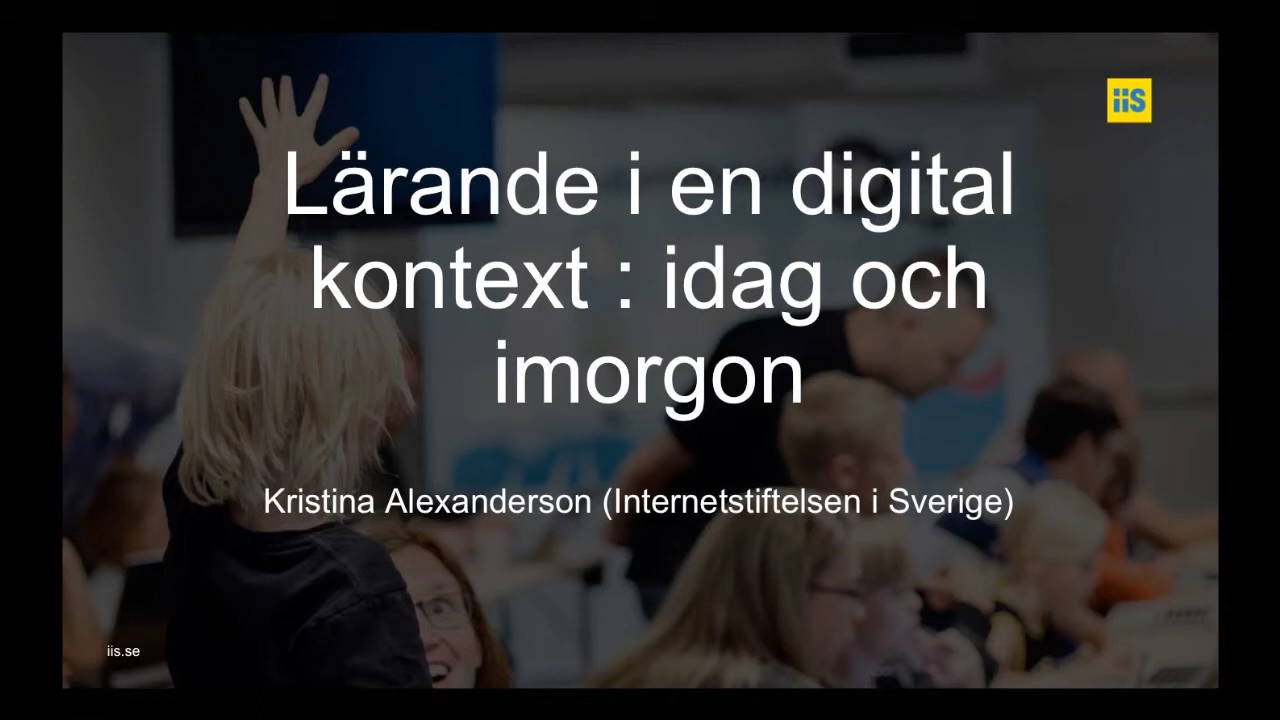 iis
Lärande i en digital
kontext : idag och
imorgon
Kristina Alexanderson (Internetstiftelsen i Sverige)
iis.se